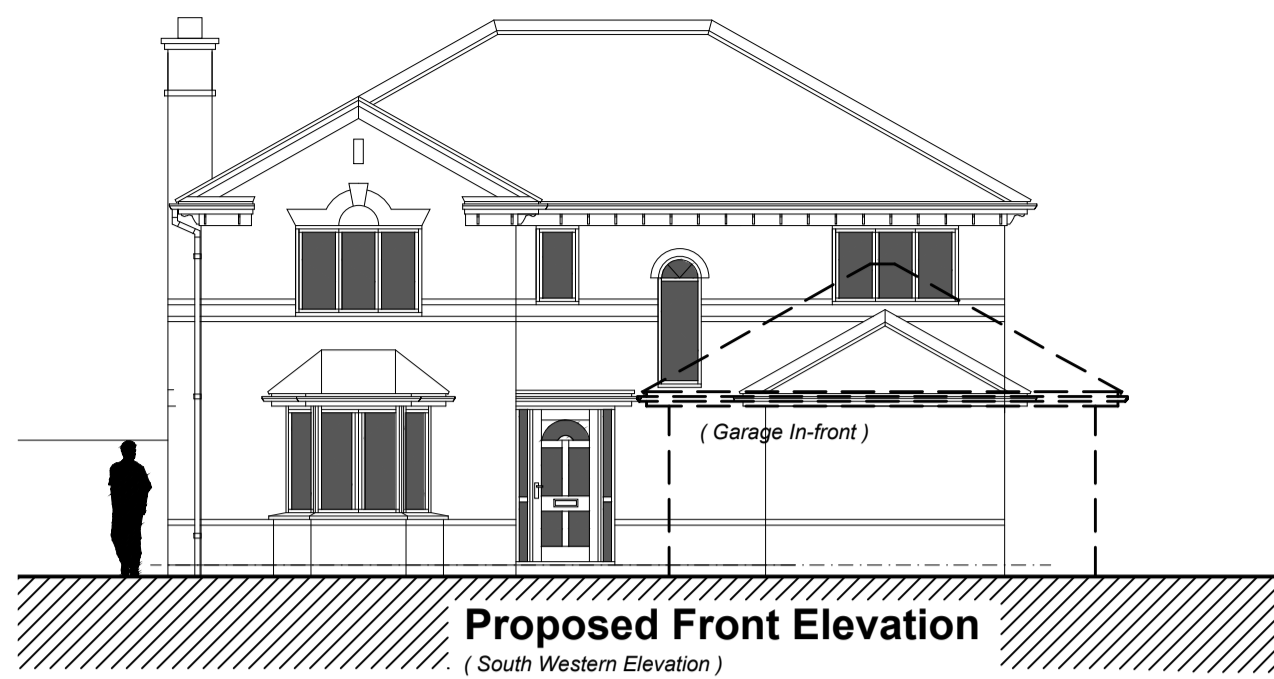 ( Garage In-front )
Proposed Front Elevation
( South Western Elevation )